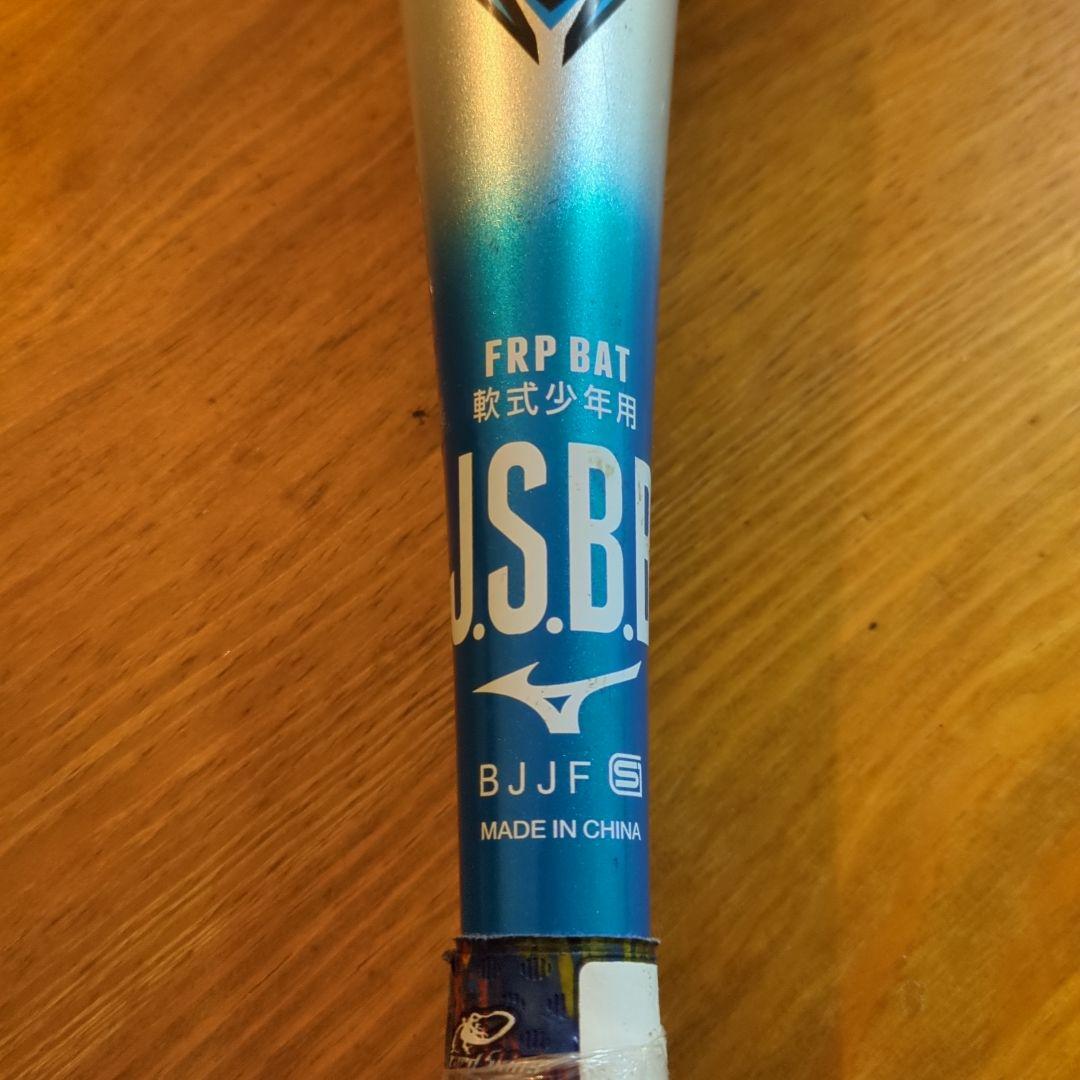 FRP BAT
軟式少年用
J.S.B.B
BJJF S
MADE IN CHINA